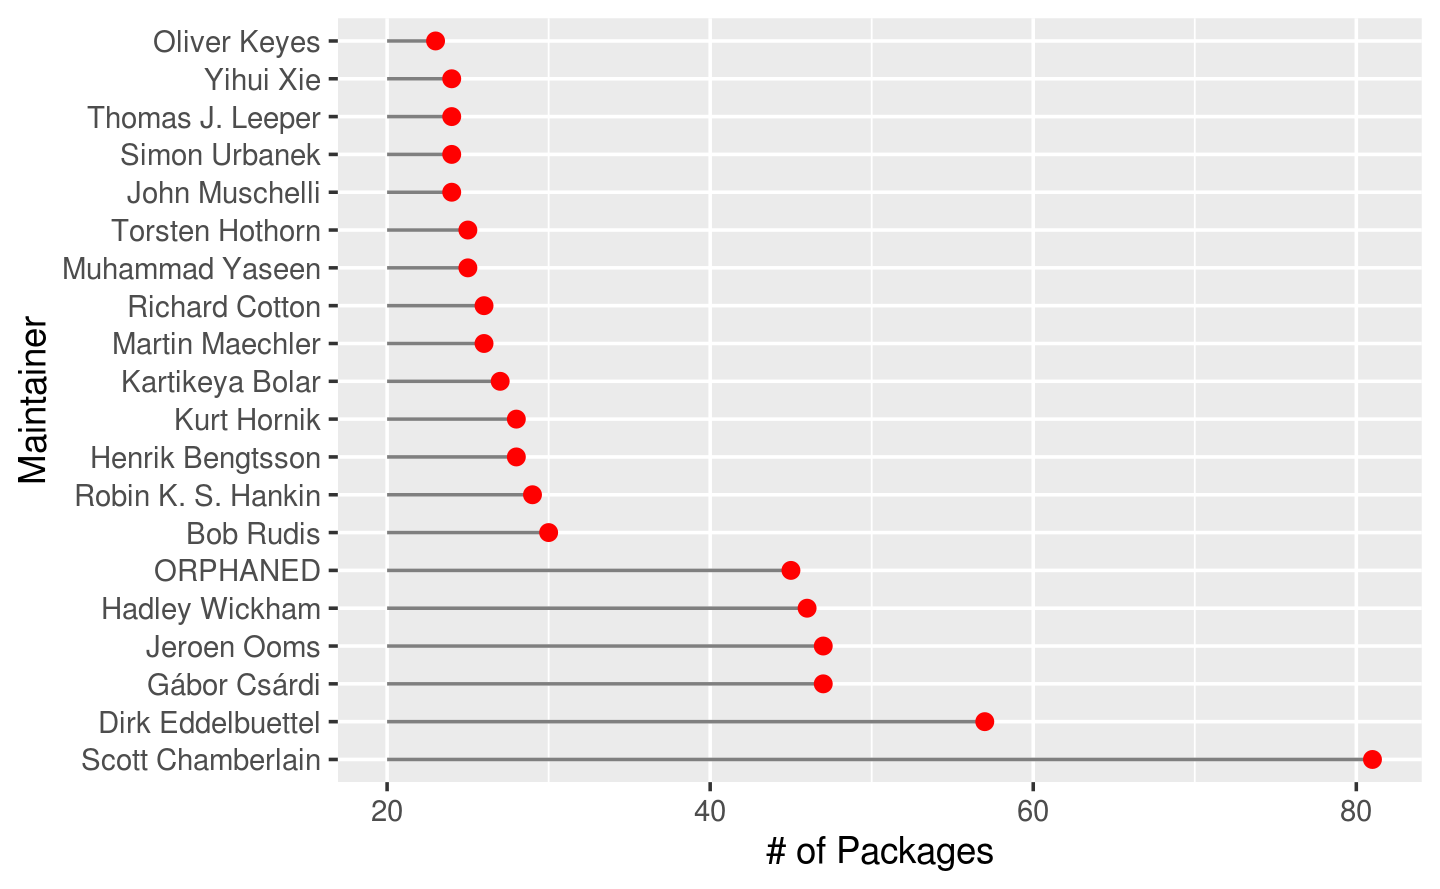 Oliver Keyes
Yihui Xie
Thomas J. Leeper
Simon Urbanek
John Muschelli
Torsten Hothorn
Muhammad Yaseen
Richard Cotton
Martin Maechler
Kartikeya Bolar
Kurt Hornik
Henrik Bengtsson
Robin K. S. Hankin
Bob Rudis
ORPHANED
Hadley Wickham
Jeroen Ooms
Gábor Csárdi
Dirk Eddelbuettel
Scott Chamberlain
Maintainer
20 40 60 80
# of Packages